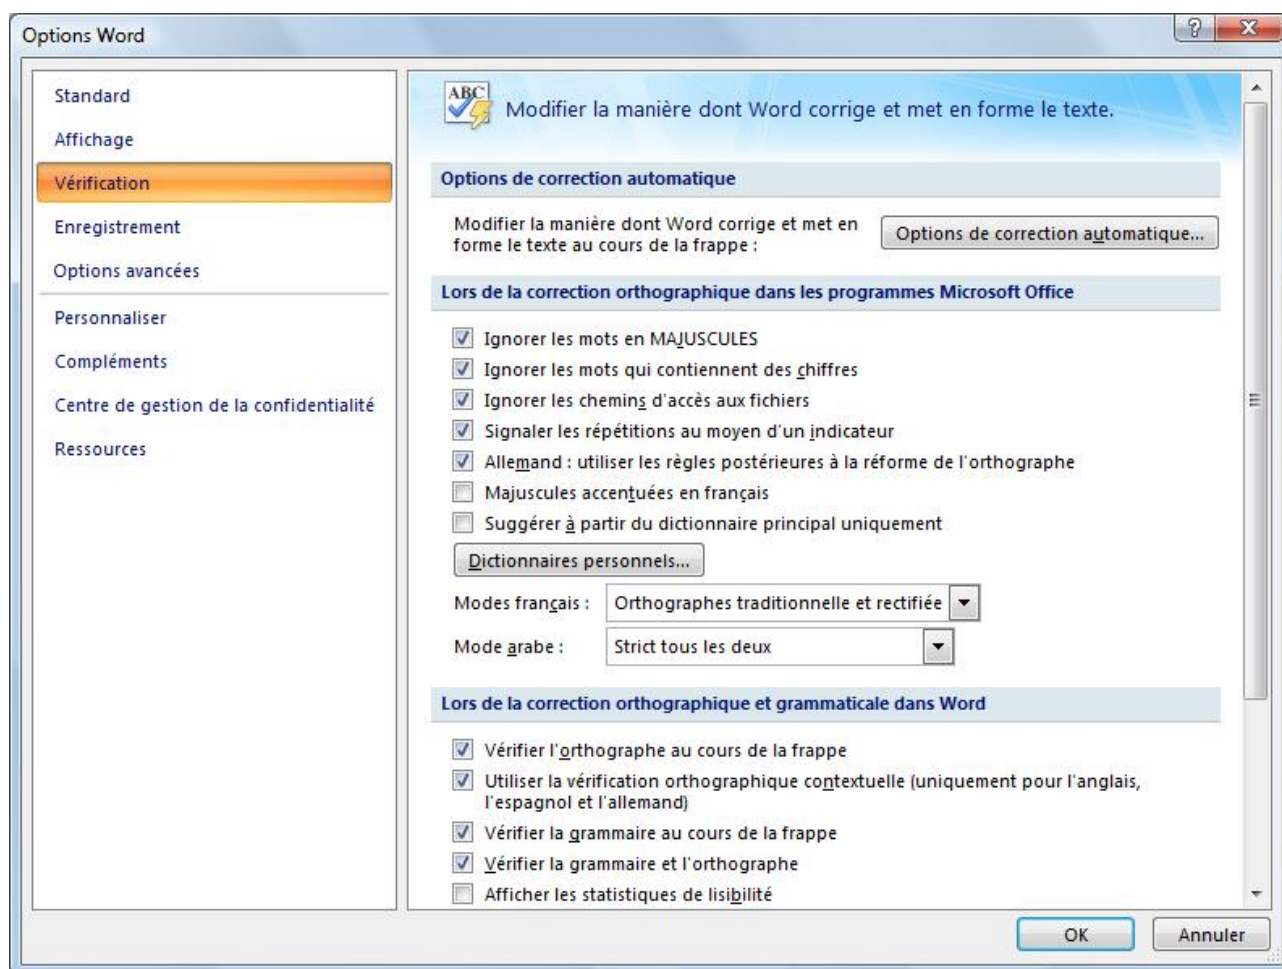 Options Word
Standard
Affichage
Vérification
Enregistrement
Options avancées
Personnaliser
Compléments
Centre de gestion de la confidentialité
Ressources
ABC
Modifier la manière dont Word corrige et met en forme le texte.
Options de correction automatique
Modifier la manière dont Word corrige et met en
forme le texte au cours de la frappe :
Options de correction automatique...
Lors de la correction orthographique dans les programmes Microsoft Office
Ignorer les mots en MAJUSCULES
Ignorer les mots qui contiennent des chiffres
Ignorer les chemins d'accès aux fichiers
Signaler les répétitions au moyen d'un indicateur
Allemand : utiliser les règles postérieures à la réforme de l'orthographe
Majuscules accentuées en français
Suggérer à partir du dictionnaire principal uniquement
Dictionnaires personnels...
Modes français : Orthographes traditionnelle et rectifiée
Mode arabe : Strict tous les deux
Lors de la correction orthographique et grammaticale dans Word
Vérifier l'orthographe au cours de la frappe
Utiliser la vérification orthographique contextuelle (uniquement pour l'anglais,
l'espagnol et l'allemand)
Vérifier la grammaire au cours de la frappe
Vérifier la grammaire et l'orthographe
Afficher les statistiques de lisibilité
OK
Annuler